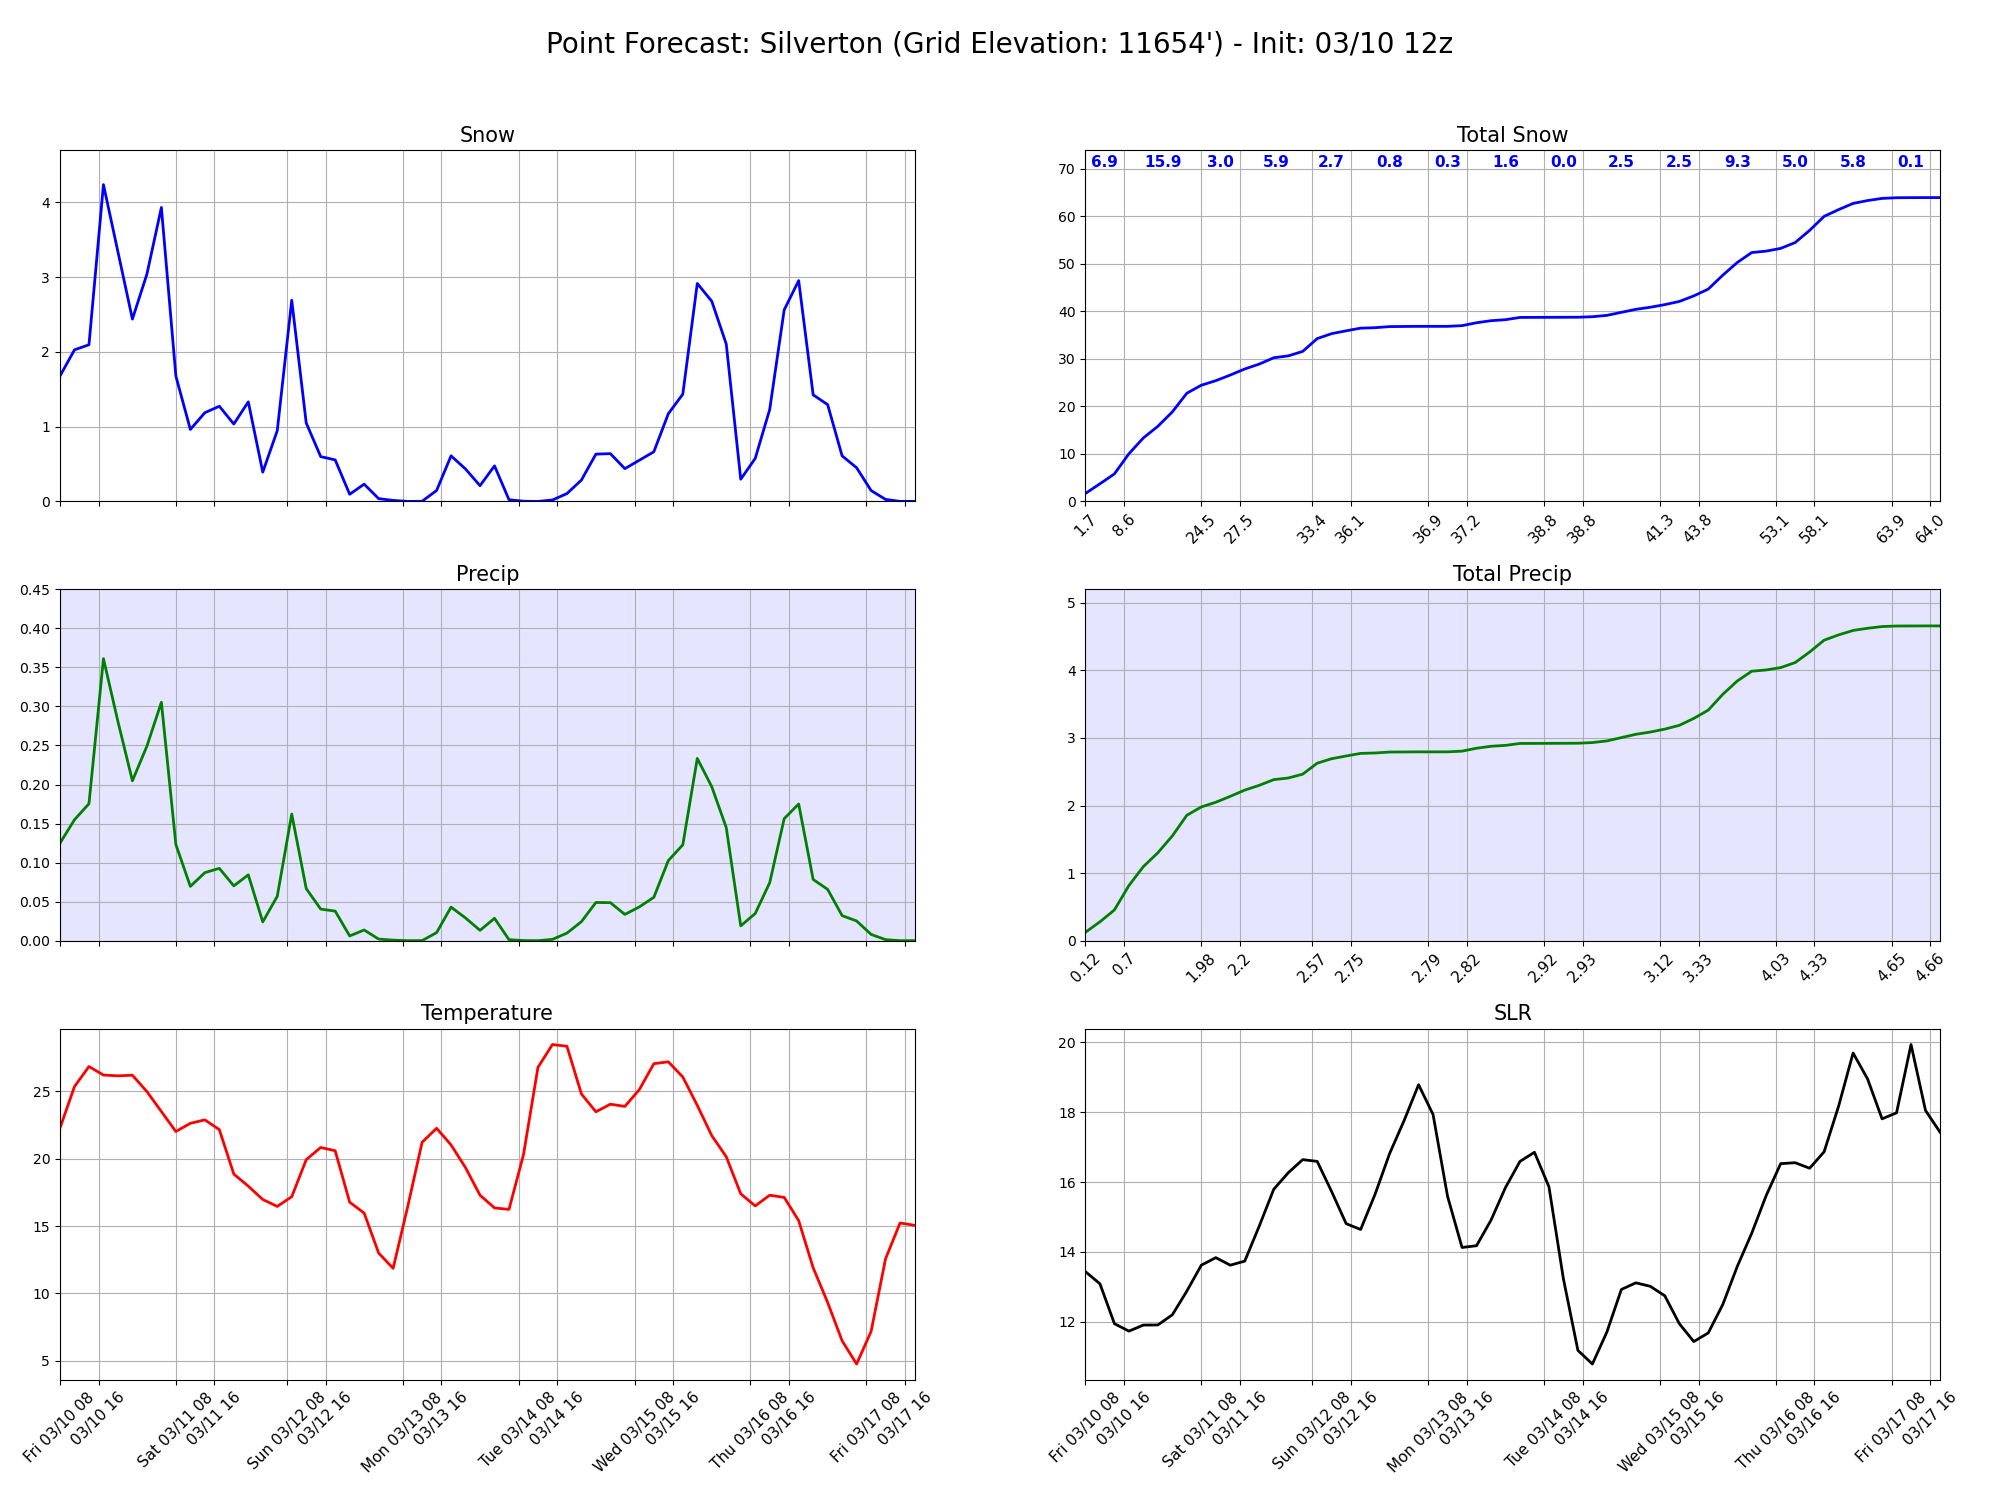 Point Forecast: Silverton (Grid Elevation: 11654') - Init: 03/10 12z
Snow
4
3
2
1
0
Total Snow
6.9 15.9 3.0 5.9 2.7 0.8 0.3 1.6 0.0 2.5 2.5 9.3 5.0 5.8 0.1
70
60
50
40
30
20
10
0
1.7 8.6 24.5 27.5 33.4 36.1 36.9 37.2 38.8 38.8 41.3 43.8 53.1 58.1 63.9 64.0
Precip
0.45
0.40
0.35
0.30
0.25
0.20
0.15
0.10
0.05
0.00
Total Precip
5
4
3
2
1
0
0.12 0.7 1.98 2.2 2.57 2.75 2.79 2.82 2.92 2.93 3.12 3.33 4.03 4.33 4.65 4.66
Temperature
25
20
15
10
5
Fri 03/10 08
03/10 16
Sat 03/11 08
03/11 16
Sun 03/12 08
03/12 16
Mon 03/13 08
03/13 16
Tue 03/14 08
03/14 16
Wed 03/15 08
03/15 16
Thu 03/16 08
03/16 16
Fri 03/17 08
03/17 16
SLR
20
18
16
14
12
Fri 03/10 08
03/10 16
Sat 03/11 08
03/11 16
Sun 03/12 08
03/12 16
Mon 03/13 08
03/13 16
Tue 03/14 08
03/14 16
Wed 03/15 08
03/15 16
Thu 03/16 08
03/16 16
Fri 03/17 08
03/17 16